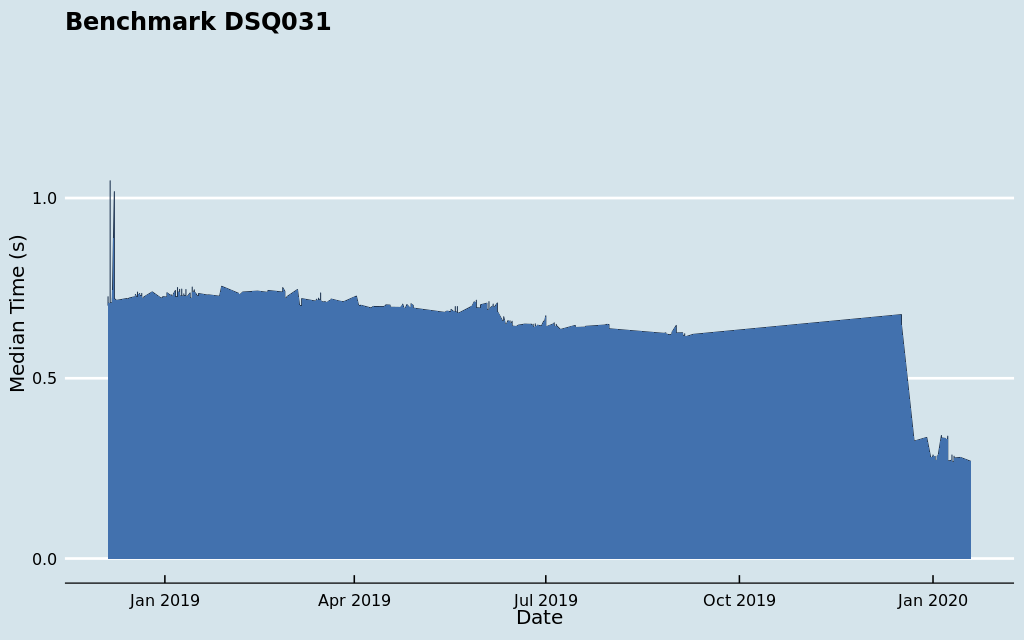 Benchmark DSQ031
Median Time (s)
1.0
0.5
0.0
Jan 2019
Apr 2019
Jul 2019
Oct 2019
Jan 2020
Date